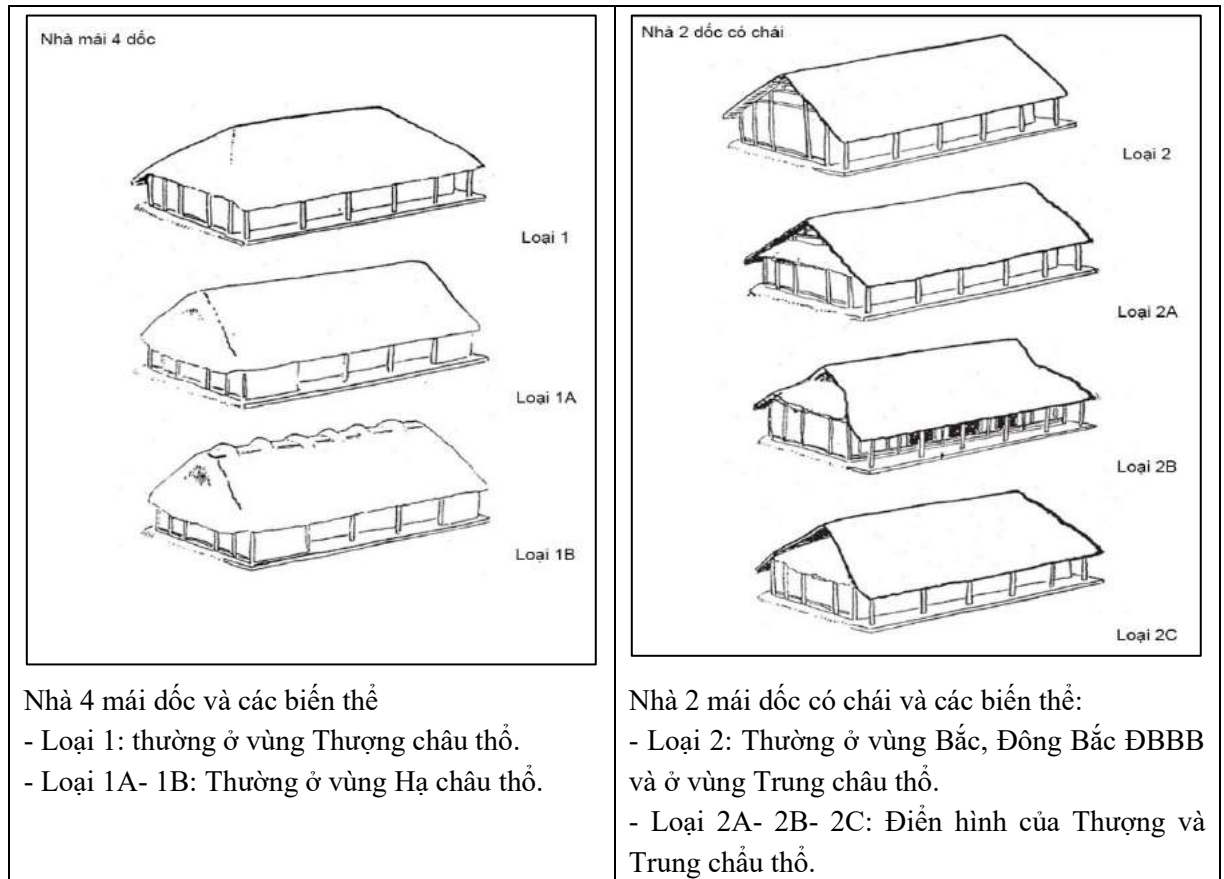 Nhà mái 4 dốc
Loại 1
Loại 1A
Loại 1B
Nhà 4 mái dốc và các biến thể
- Loại 1: thường ở vùng Thượng châu thổ.
- Loại 1A- 1B: Thường ở vùng Hạ châu thổ.
Nhà 2 dốc có chái
Loại 2
Loại 2A
Loại 2B
Loại 2C
Nhà 2 mái dốc có chái và các biến thể:
- Loại 2: Thường ở vùng Bắc, Đông Bắc ĐBBB
và ở vùng Trung châu thổ.
- Loại 2A- 2B- 2C: Điển hình của Thượng và
Trung chẩu thổ.